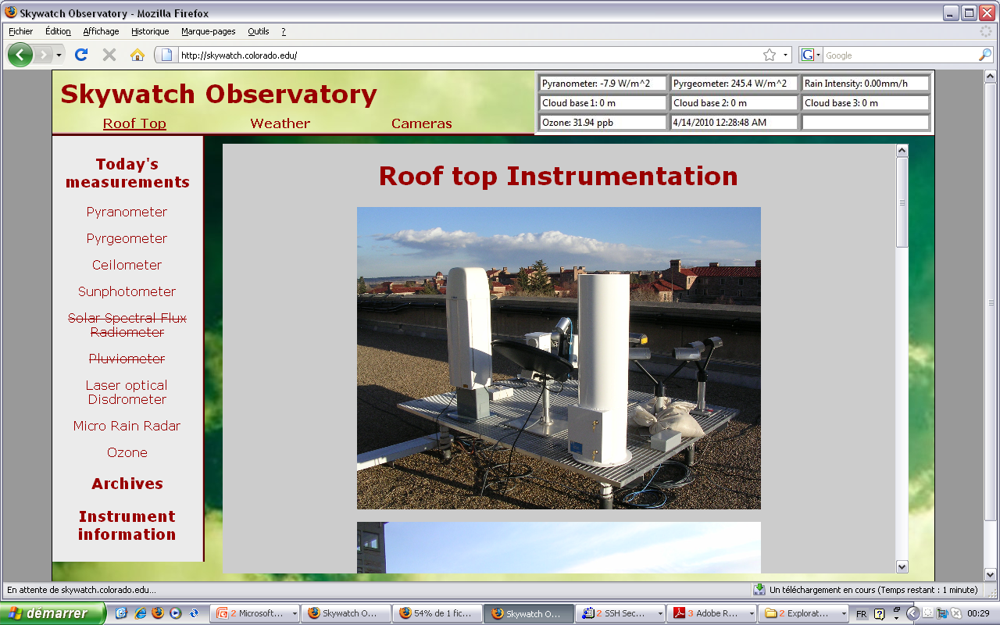 Skywatch Observatory - Mozilla Firefox
Fichier Édition Affichage Historique Marque-pages Outils ?
http://skywatch.colorado.edu/
G Google
Skywatch Observatory
Roof Top Weather Cameras
Pyranometer: -7.9 W/m^2 Pyrgeometer: 245.4 W/m^2 Rain Intensity: 0.00mm/h
Cloud base 1: 0 m Cloud base 2: 0 m Cloud base 3: 0 m
Ozone: 31.94 ppb 4/14/2010 12:28:48 AM
Today's
measurements
Pyranometer
Pyrgeometer
Ceilometer
Sunphotometer
Solar Spectral Flux
Radiometer
Pluviometer
Laser optical
Disdrometer
Micro Rain Radar
Ozone
Archives
Instrument
information
Roof top Instrumentation
En attente de skywatch.colorado.edu... Un téléchargement en cours (Temps restant : 1 minute)
démarrer 2 Microsoft... Skywatch O... 54% de 1 fic... Skywatch O... 2 SSH Sec... 3 Adobe R... 2 Explorat... FR 00:29